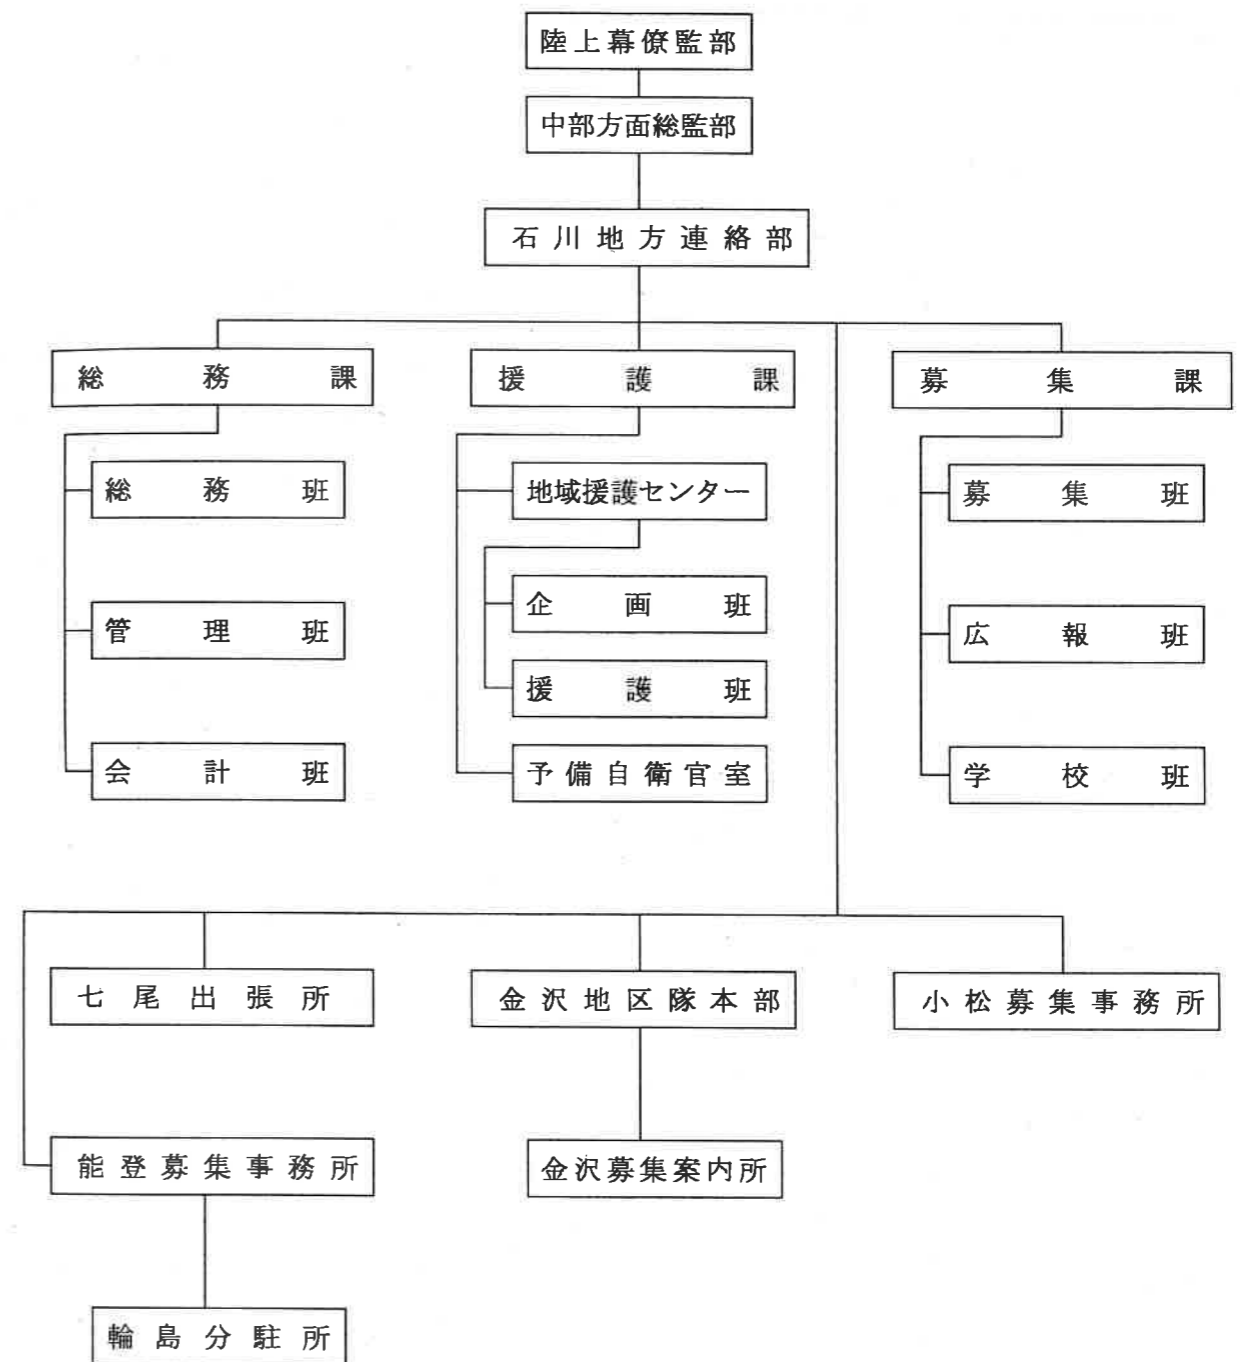 陸上幕僚監部
中部方面総監部
石川地方連絡部
総務課
援護課
募集課
総務班
地域援護センター
募集班
企画班
管理班
広報班
援護班
会計班
予備自衛官室
学校班
七尾出張所
金沢地区隊本部
小松募集事務所
能登募集事務所
金沢募集案内所
輪島分駐所